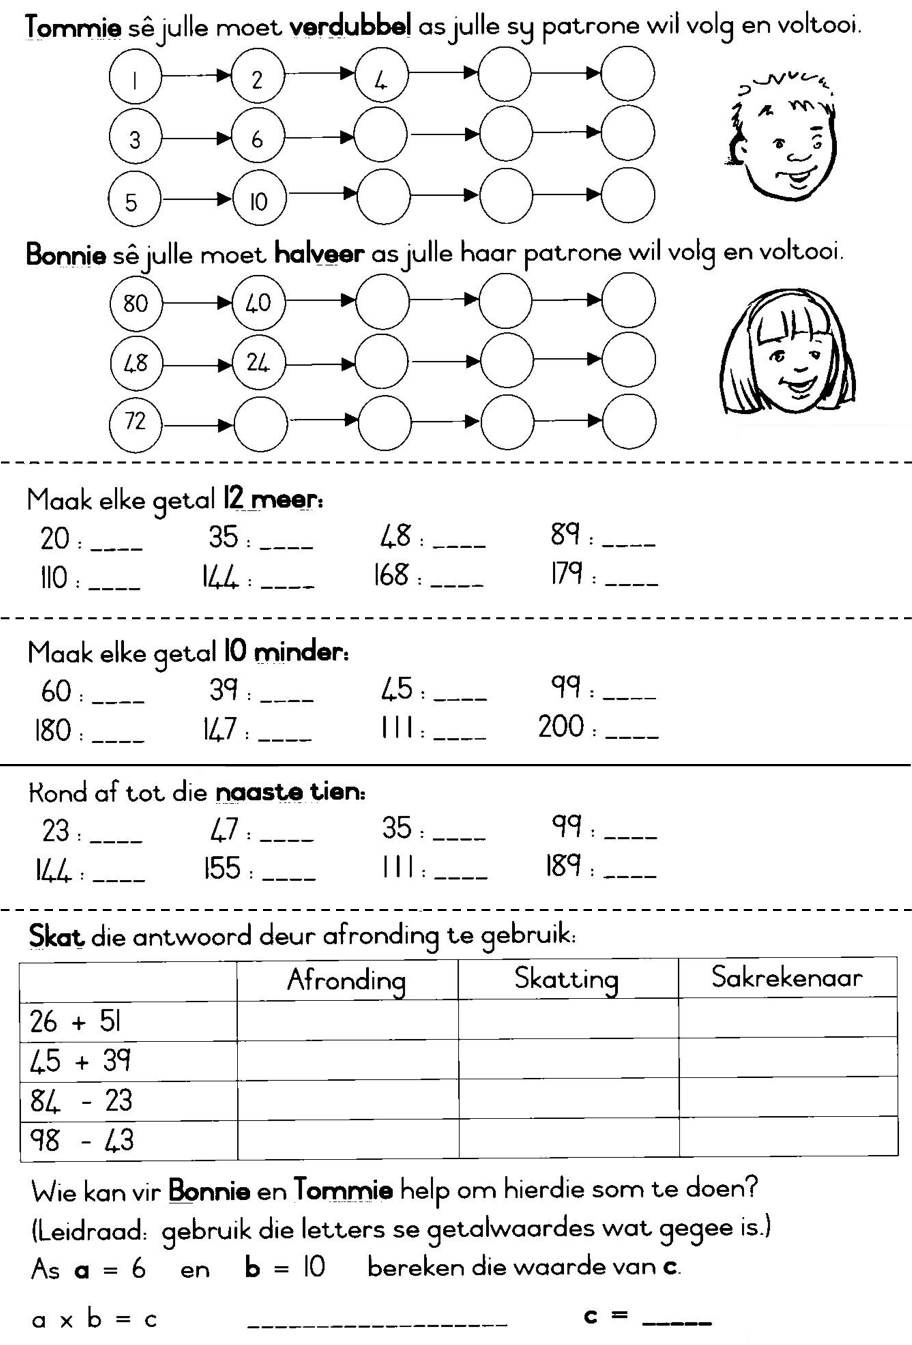 Tommie sê julle moet verdubbel as julle sy patrone wil volg en voltooi.
1 2 4
3 6
5 10
Bonnie sê julle moet halveer as julle haar patrone wil volg en voltooi.
80 40
48 24
72
Maak elke getal 12 meer:
20 : ____ 35 : ____ 48 : ____ 89 : ____
110 : ____ 144 : ____ 168 : ____ 179 : ____
Maak elke getal 10 minder:
60 : ____ 39 : ____ 45 : ____ 99 : ____
180 : ____ 147 : ____ 111 : ____ 200 : ____
Rond af tot die naaste tien:
23 : ____ 47 : ____ 35 : ____ 99 : ____
144 : ____ 155 : ____ 111 : ____ 189 : ____
Skat die antwoord deur afronding te gebruik:
Afronding Skatting Sakrekenaar
26 + 51
45 + 39
84 - 23
98 - 43
Wie kan vir Bonnie en Tommie help om hierdie som te doen?
(Leidraad: gebruik die letters se getalwaardes wat gegee is.)
As a = 6 en b = 10 bereken die waarde van c.
a x b = c ___________________ c = _____